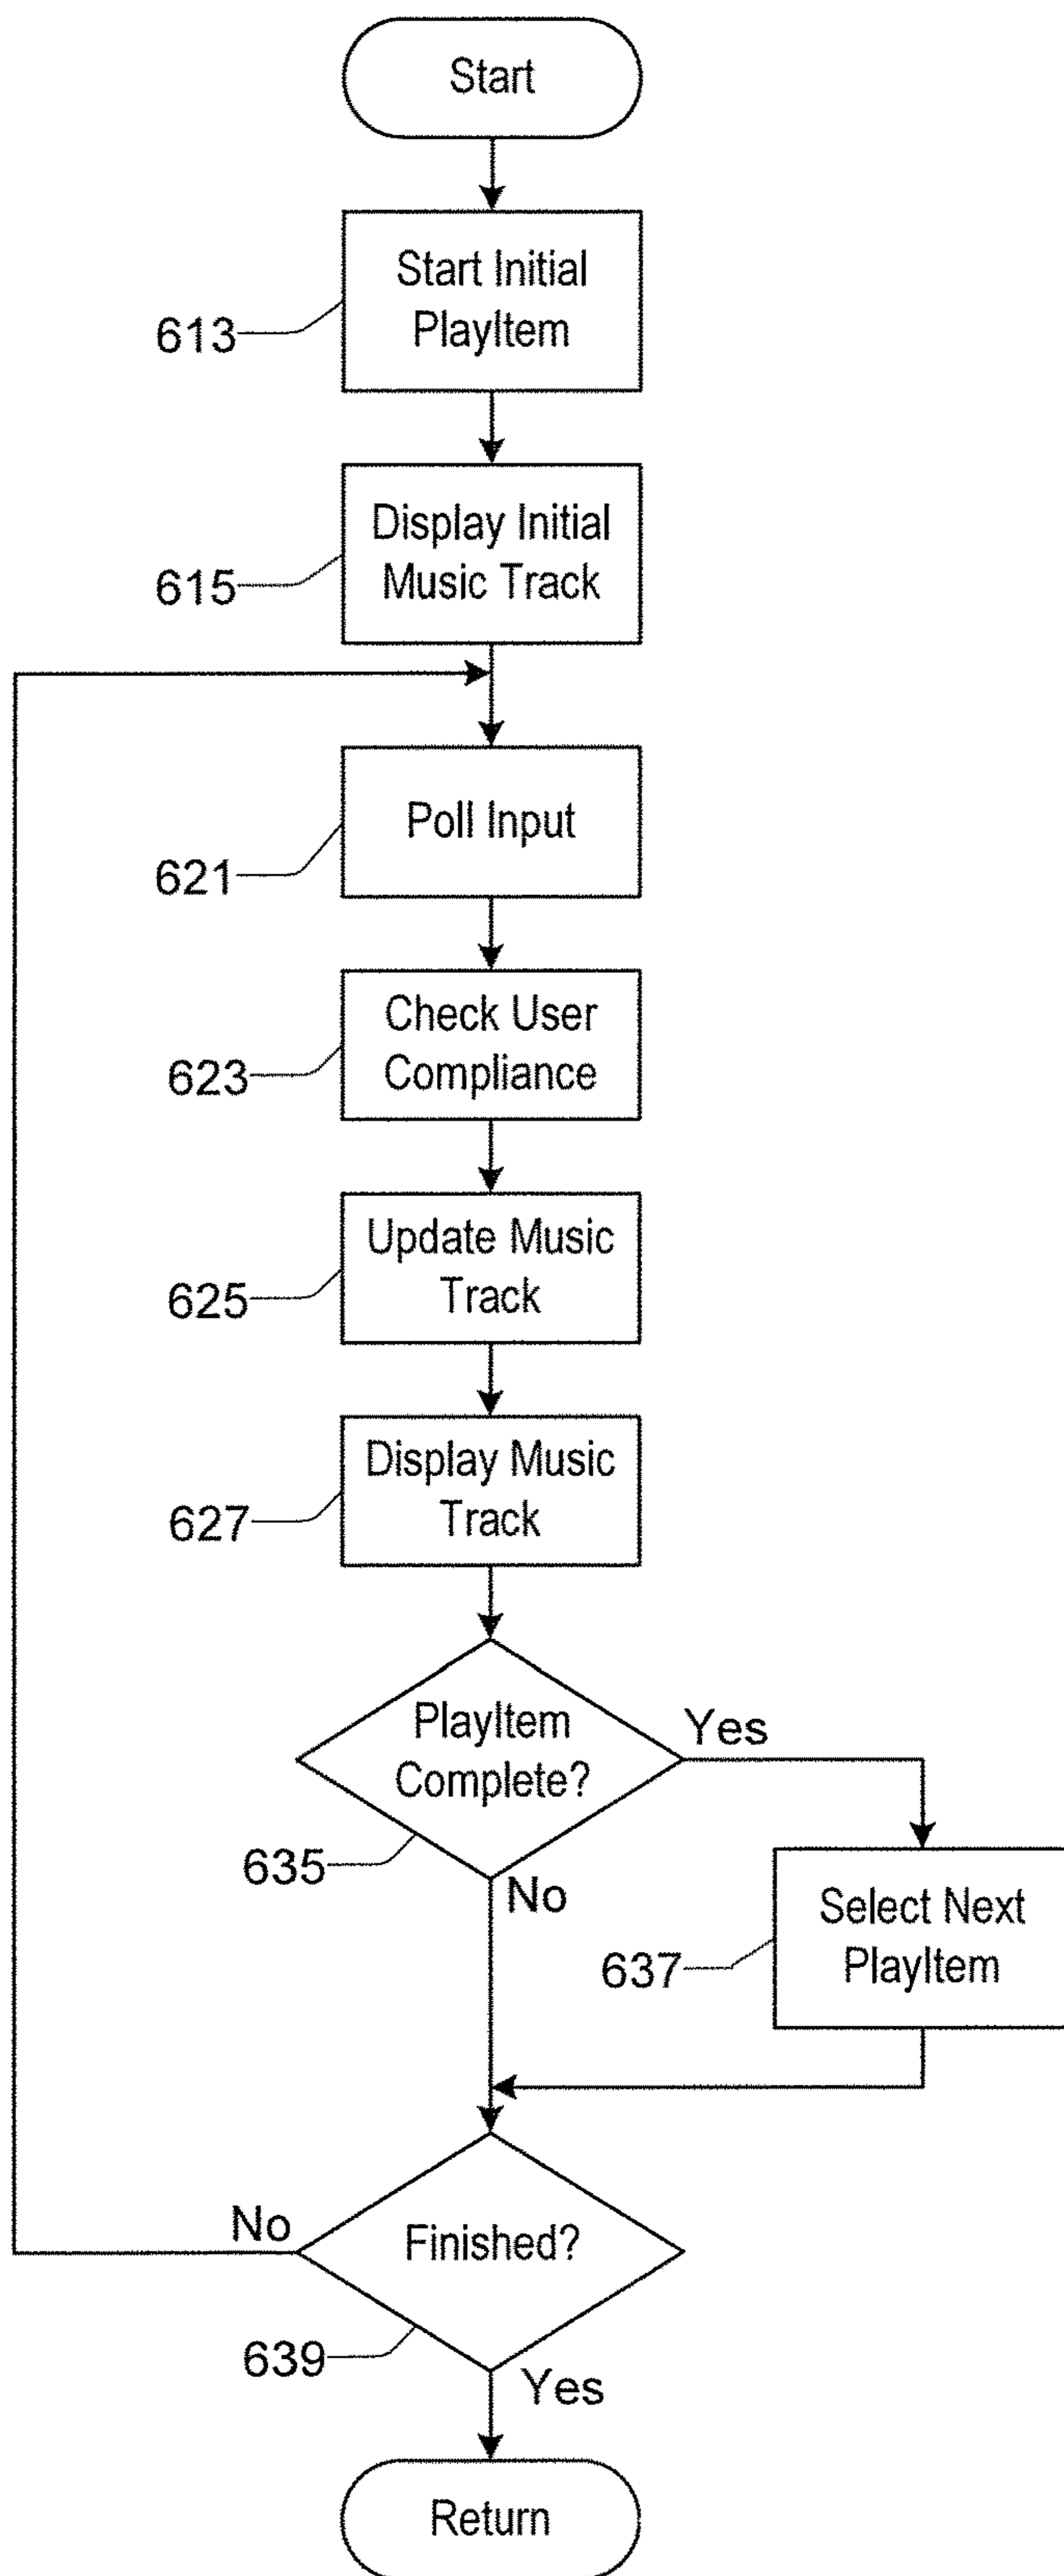 Start
Start Initial
PlayItem
613
Display Initial
Music Track
615
Poll Input
621
Check User
Compliance
623
Update Music
Track
625
Display Music
Track
627
PlayItem
Complete?
Yes
635
No
Select Next
PlayItem
637
No
Finished?
639
Yes
Return